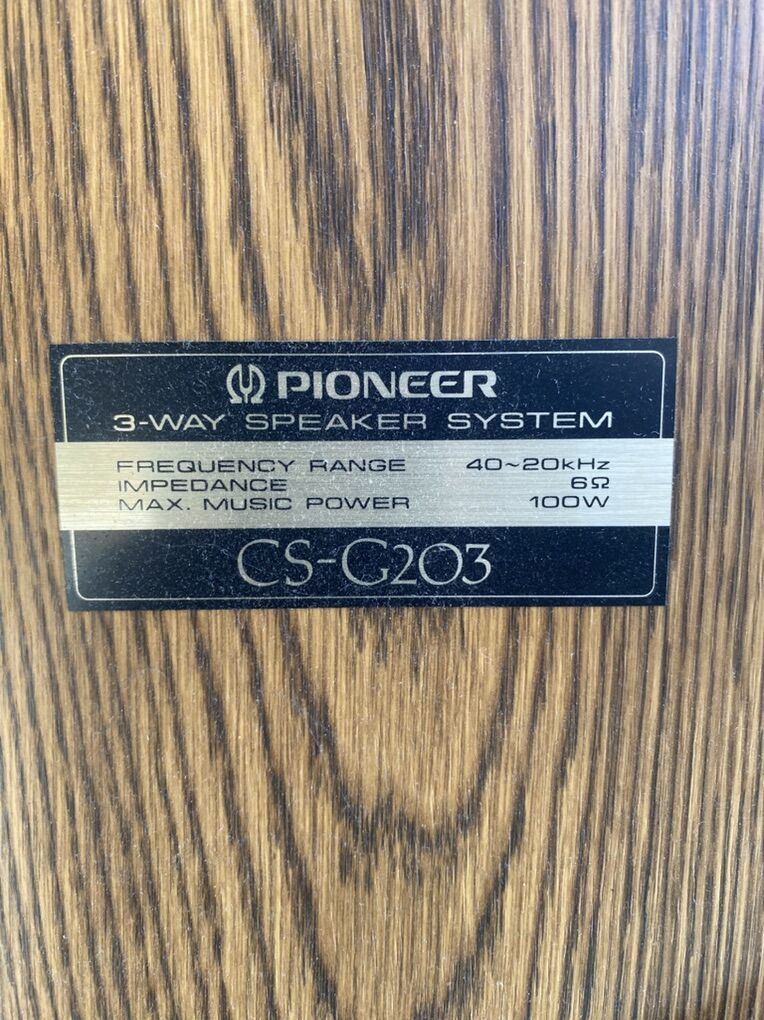 PIONEER
3-WAY SPEAKER SYSTEM
FREQUENCY RANGE 40~20kHz
IMPEDANCE 6Ω
MAX. MUSIC POWER 100W
CS-G203